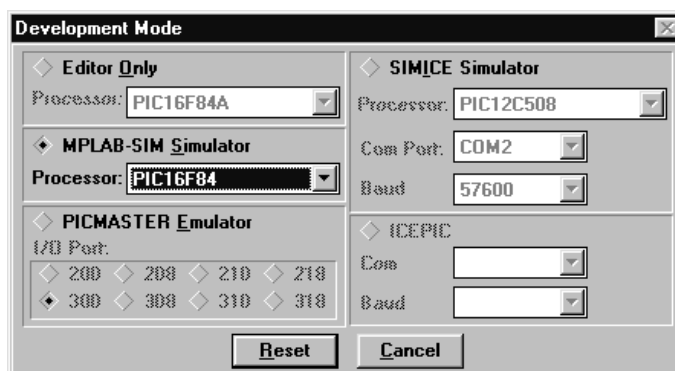 Development Mode
Editor Only
Processor: PIC16F84A
MPLAB-SIM Simulator
Processor: PIC16F84
PICMASTER Emulator
I/O Port:
200 208 210 218
300 308 310 318
SIMICE Simulator
Processor: PIC12C508
Com Port: COM2
Baud 57600
ICEPIC
Com
Baud
Reset Cancel